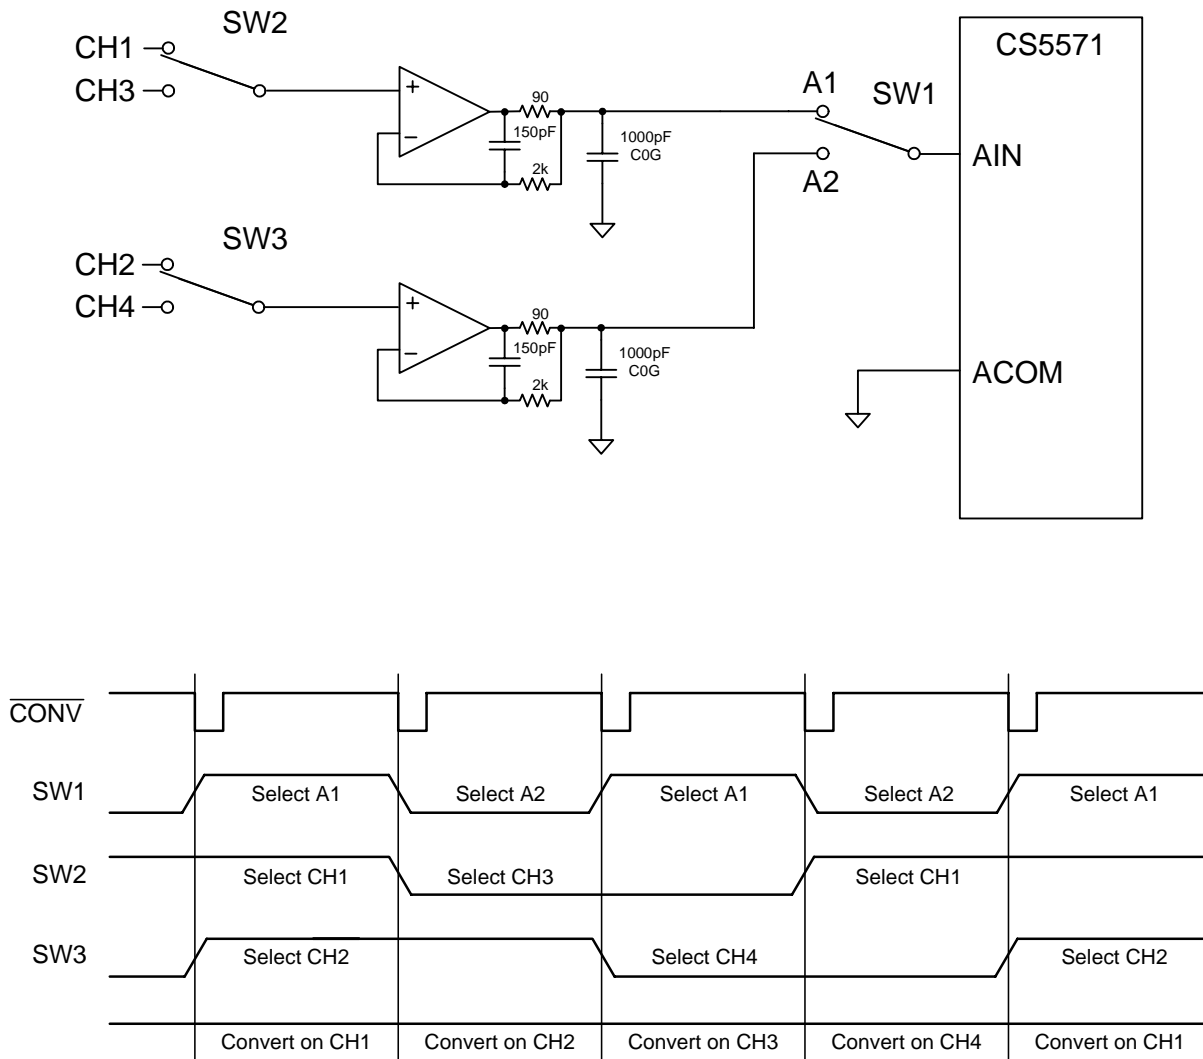 SW2
CH1
CH3
+
−
90
150pF
2k
1000pF
C0G
A1
SW1
A2
CS5571
AIN
ACOM
SW3
CH2
CH4
+
−
90
150pF
2k
1000pF
C0G
CONV
SW1 Select A1 Select A2 Select A1 Select A2 Select A1
SW2 Select CH1 Select CH3 Select CH1
SW3 Select CH2 Select CH4 Select CH2
Convert on CH1 Convert on CH2 Convert on CH3 Convert on CH4 Convert on CH1